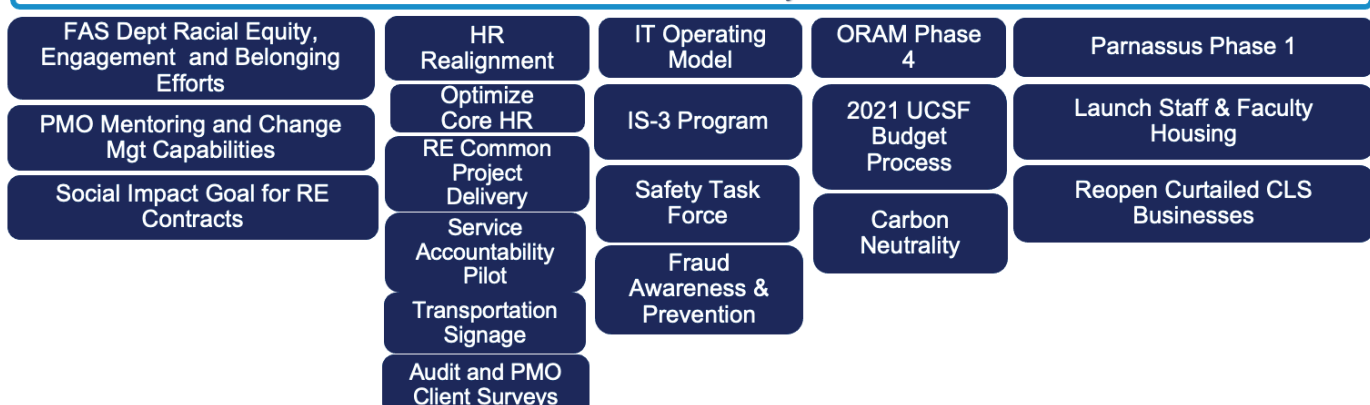 FAS Dept Racial Equity,
Engagement and Belonging
Efforts
PMO Mentoring and Change
Mgt Capabilities
Social Impact Goal for RE
Contracts
HR
Realignment
Optimize
Core HR
RE Common
Project
Delivery
Service
Accountability
Pilot
Transportation
Signage
Audit and PMO
Client Surveys
IT Operating
Model
IS-3 Program
Safety Task
Force
Fraud
Awareness &
Prevention
ORAM Phase
4
2021 UCSF
Budget
Process
Carbon
Neutrality
Parnassus Phase 1
Launch Staff & Faculty
Housing
Reopen Curtailed CLS
Businesses